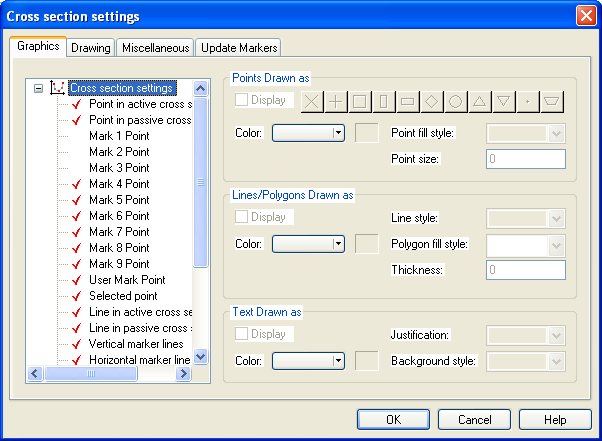 Cross section settings
Graphics Drawing Miscellaneous Update Markers
Cross section settings
Point in active cross s
Point in passive cross
Mark 1 Point
Mark 2 Point
Mark 3 Point
Mark 4 Point
Mark 5 Point
Mark 6 Point
Mark 7 Point
Mark 8 Point
Mark 9 Point
User Mark Point
Selected point
Line in active cross se
Line in passive cross s
Vertical marker lines
Horizontal marker lines
Points Drawn as
Display
Color:
Point fill style:
Point size: 0
Lines/Polygons Drawn as
Display
Line style:
Color:
Polygon fill style:
Thickness: 0
Text Drawn as
Display
Justification:
Color:
Background style:
OK Cancel Help